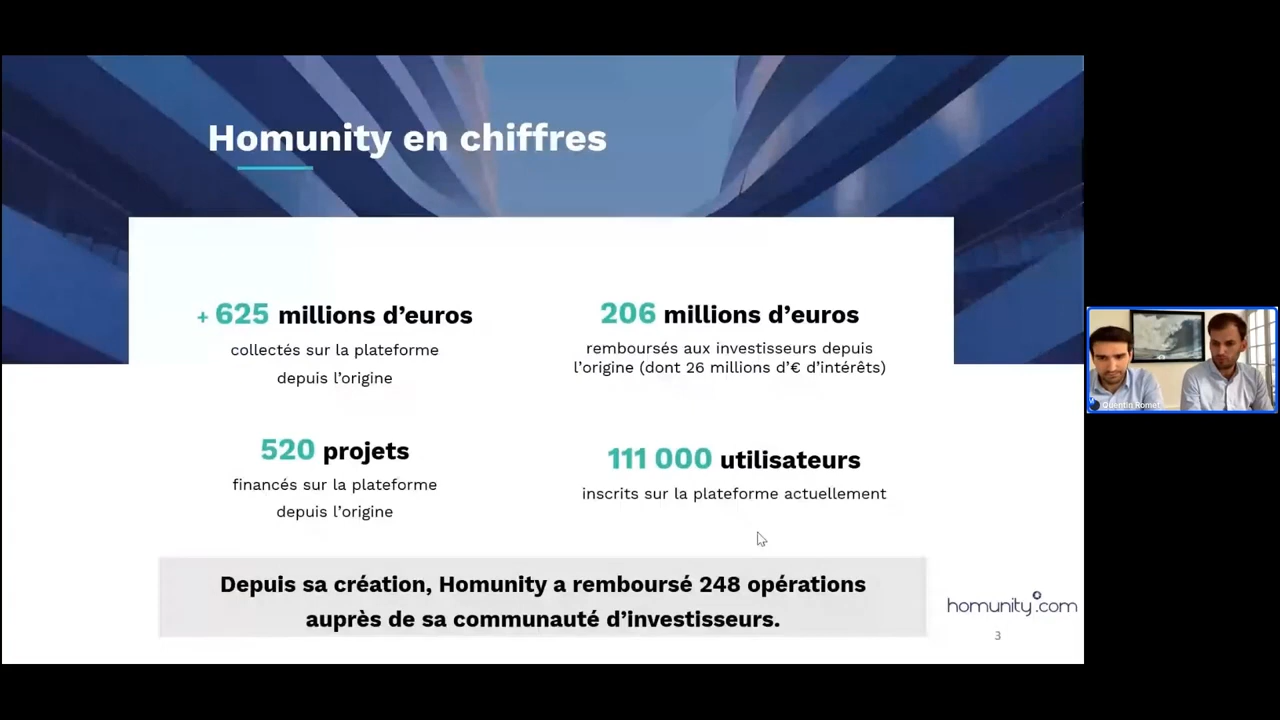 Homunity en chiffres
+ 625 millions d'euros
collectés sur la plateforme
depuis l'origine
206 millions d'euros
remboursés aux investisseurs depuis
l'origine (dont 26 millions d'€ d'intérêts)
520 projets
financés sur la plateforme
depuis l'origine
111 000 utilisateurs
inscrits sur la plateforme actuellement
Depuis sa création, Homunity a remboursé 248 opérations
auprès de sa communauté d'investisseurs.
homunity.com
3
Quentin Romet